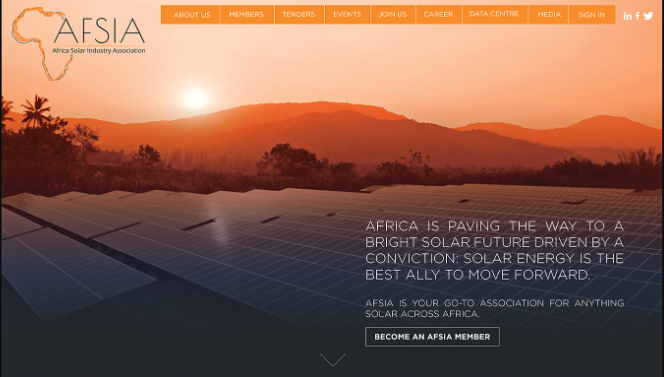 AFSIA
Africa Solar Industry Association
ABOUT US
MEMBERS
TENDERS
EVENTS
JOIN US
CAREER
DATA CENTRE
MEDIA
SIGN IN
in f
AFRICA IS PAVING THE WAY TO A
BRIGHT SOLAR FUTURE DRIVEN BY A
CONVICTION: SOLAR ENERGY IS THE
BEST ALLY TO MOVE FORWARD.
AFSIA IS YOUR GO-TO ASSOCIATION FOR ANYTHING
SOLAR ACROSS AFRICA.
BECOME AN AFSIA MEMBER